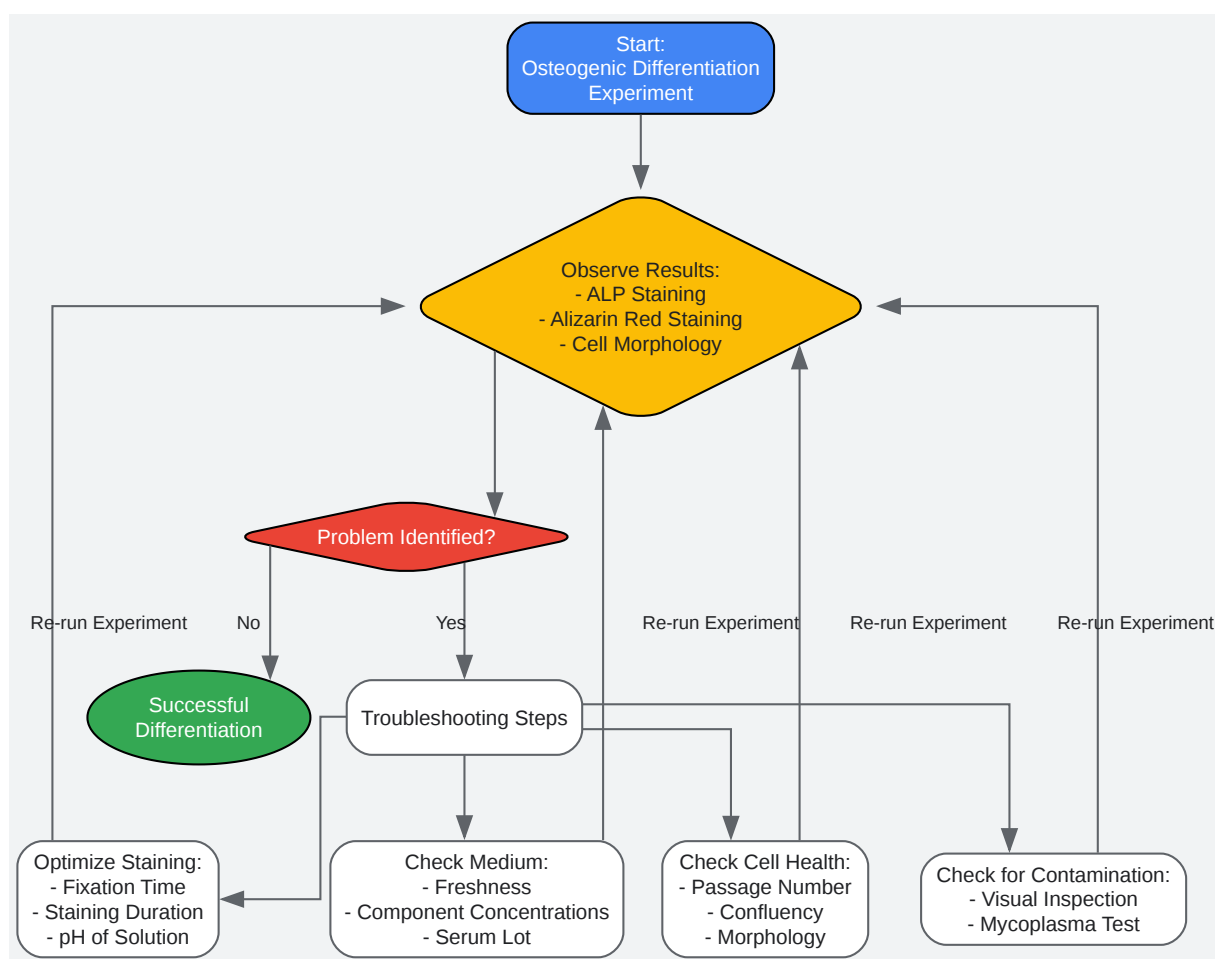 Start:
Osteogenic Differentiation
Experiment
Observe Results:
- ALP Staining
- Alizarin Red Staining
- Cell Morphology
Problem Identified?
Re-run Experiment
No
Yes
Re-run Experiment
Re-run Experiment
Re-run Experiment
Successful
Differentiation
Troubleshooting Steps
Optimize Staining:
- Fixation Time
- Staining Duration
- pH of Solution
Check Medium:
- Freshness
- Component Concentrations
- Serum Lot
Check Cell Health:
- Passage Number
- Confluency
- Morphology
Check for Contamination:
- Visual Inspection
- Mycoplasma Test